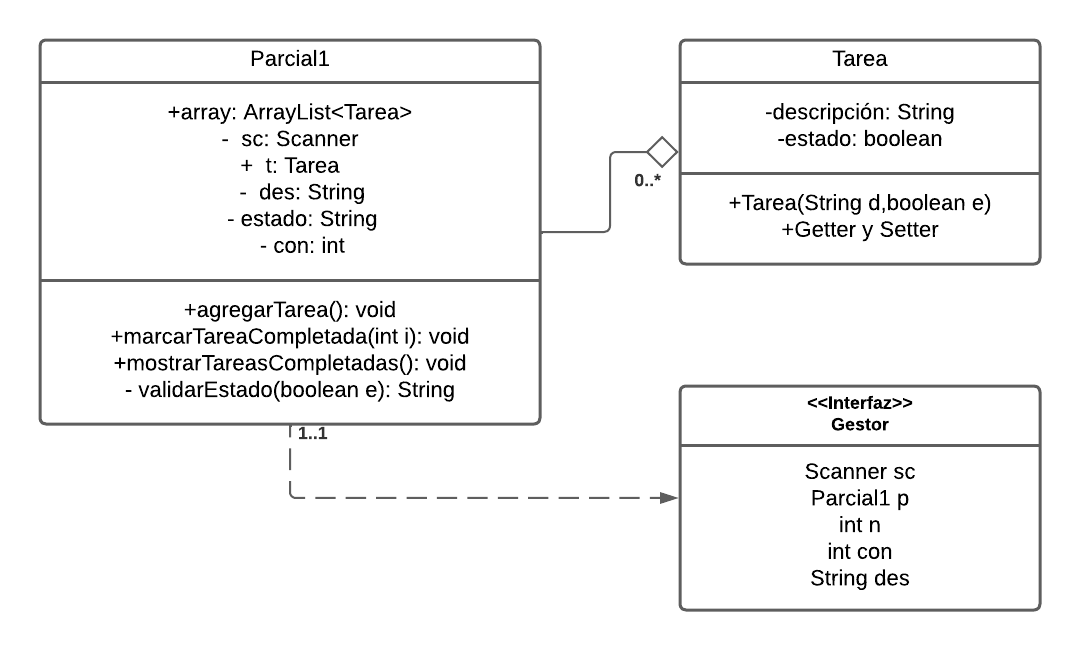 Parcial1
+array: ArrayList<Tarea>
-  sc: Scanner
+  t: Tarea
-  des: String
- estado: String
- con: int
+agregarTarea(): void
+marcarTareaCompletada(int i): void
+mostrarTareasCompletadas(): void
- validarEstado(boolean e): String
1..1
Tarea
-descripción: String
-estado: boolean
0..*
+Tarea(String d,boolean e)
+Getter y Setter
<<Interfaz>>
Gestor
Scanner sc
Parcial1 p
int n
int con
String des